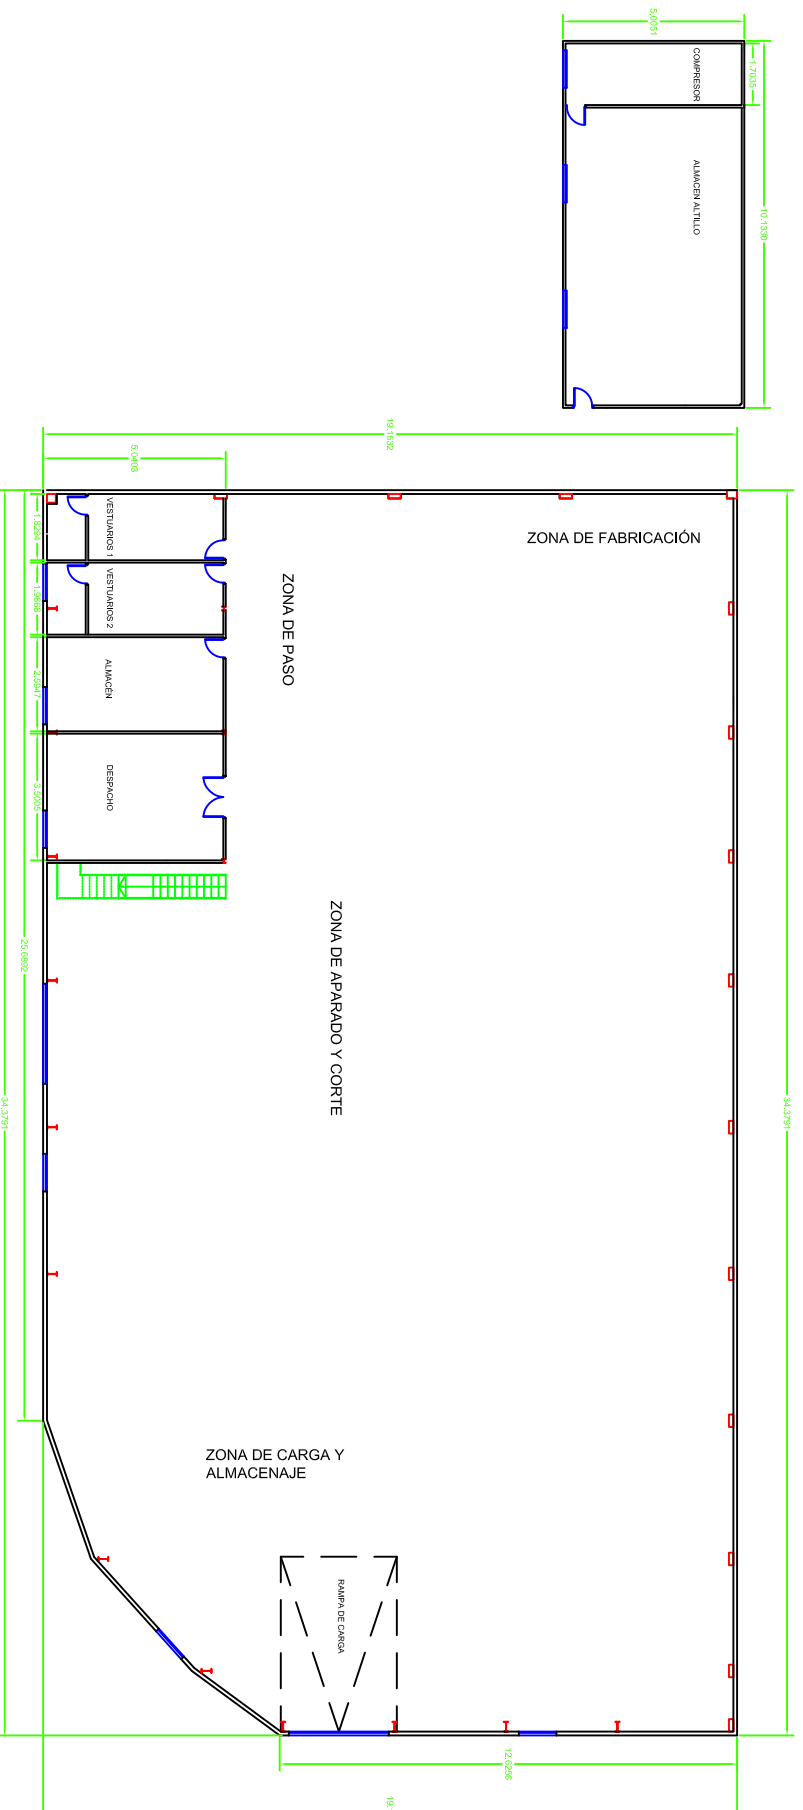 5.0051
COMPRESOR
1.7035
ALMACEN ALTILLO
10.1330
19.1532
5.0403
ZONA DE FABRICACIÓN
VESTUARIOS 1
1.8294
ZONA DE PASO
VESTUARIOS 2
1.9668
ALMACÉN
2.5947
DESPACHO
3.5005
ZONA DE APARADO Y CORTE
25.6802
34.3791
34.3791
ZONA DE CARGA Y
ALMACENAJE
RAMPA DE CARGA
12.6256
19.